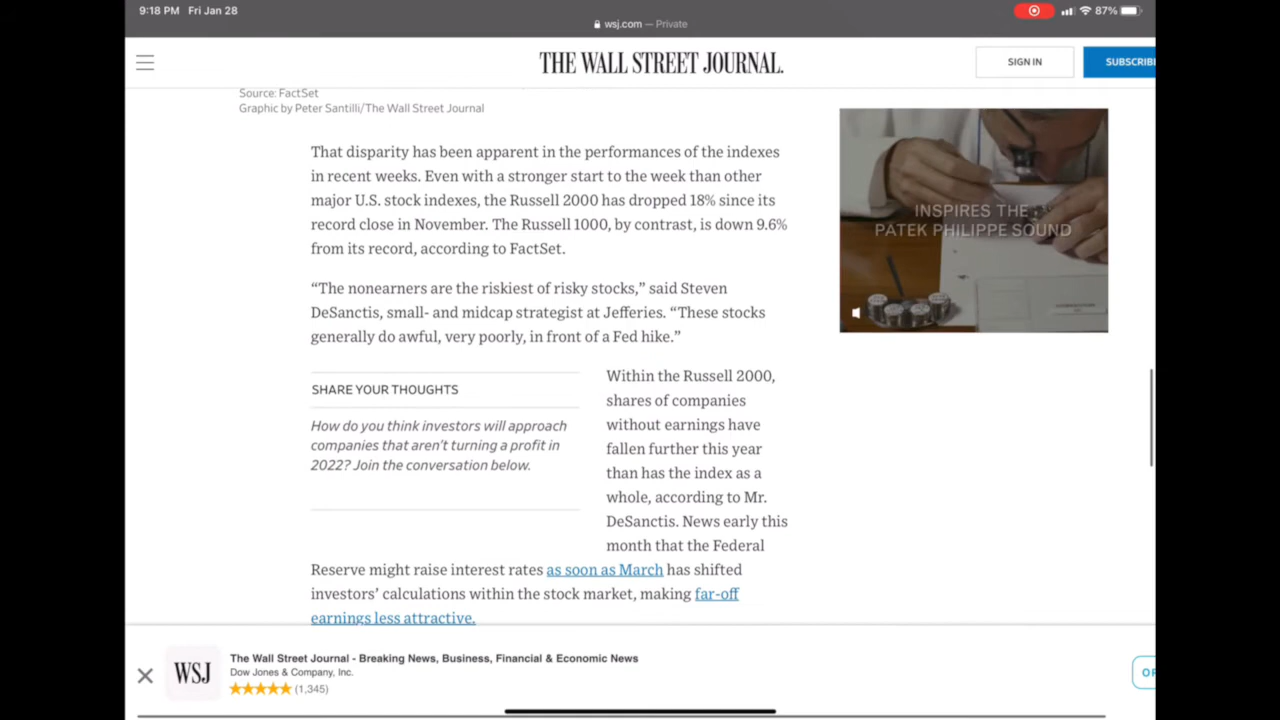 9:18 PM Fri Jan 28
87%
wsj.com — Private
THE WALL STREET JOURNAL.
SIGN IN
SUBSCRIB
Source: FactSet
Graphic by Peter Santilli/The Wall Street Journal
That disparity has been apparent in the performances of the indexes
in recent weeks. Even with a stronger start to the week than other
major U.S. stock indexes, the Russell 2000 has dropped 18% since its
record close in November. The Russell 1000, by contrast, is down 9.6%
from its record, according to FactSet.
INSPIRES THE
PATEK PHILIPPE SOUND
“The nonearners are the riskiest of risky stocks,” said Steven
DeSanctis, small- and midcap strategist at Jefferies. “These stocks
generally do awful, very poorly, in front of a Fed hike.”
SHARE YOUR THOUGHTS
How do you think investors will approach
companies that aren’t turning a profit in
2022? Join the conversation below.
Within the Russell 2000,
shares of companies
without earnings have
fallen further this year
than has the index as a
whole, according to Mr.
DeSanctis. News early this
month that the Federal
Reserve might raise interest rates as soon as March has shifted
investors’ calculations within the stock market, making far-off
earnings less attractive.
WSJ
The Wall Street Journal - Breaking News, Business, Financial & Economic News
Dow Jones & Company, Inc.
(1,345)
OP